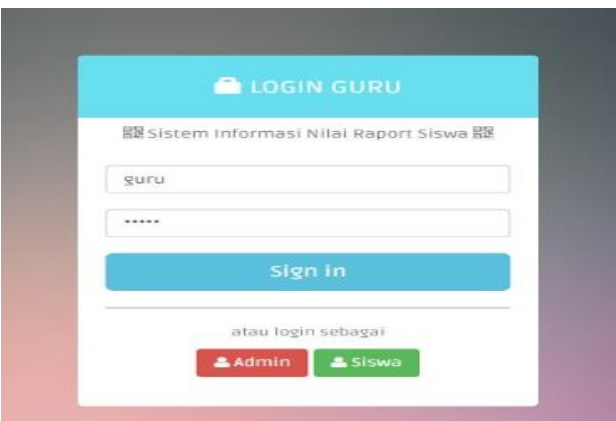 LOGIN GURU
Sistem Informasi Nilai Raport Siswa
guru
•••••
Sign in
atau login sebagai
Admin Siswa